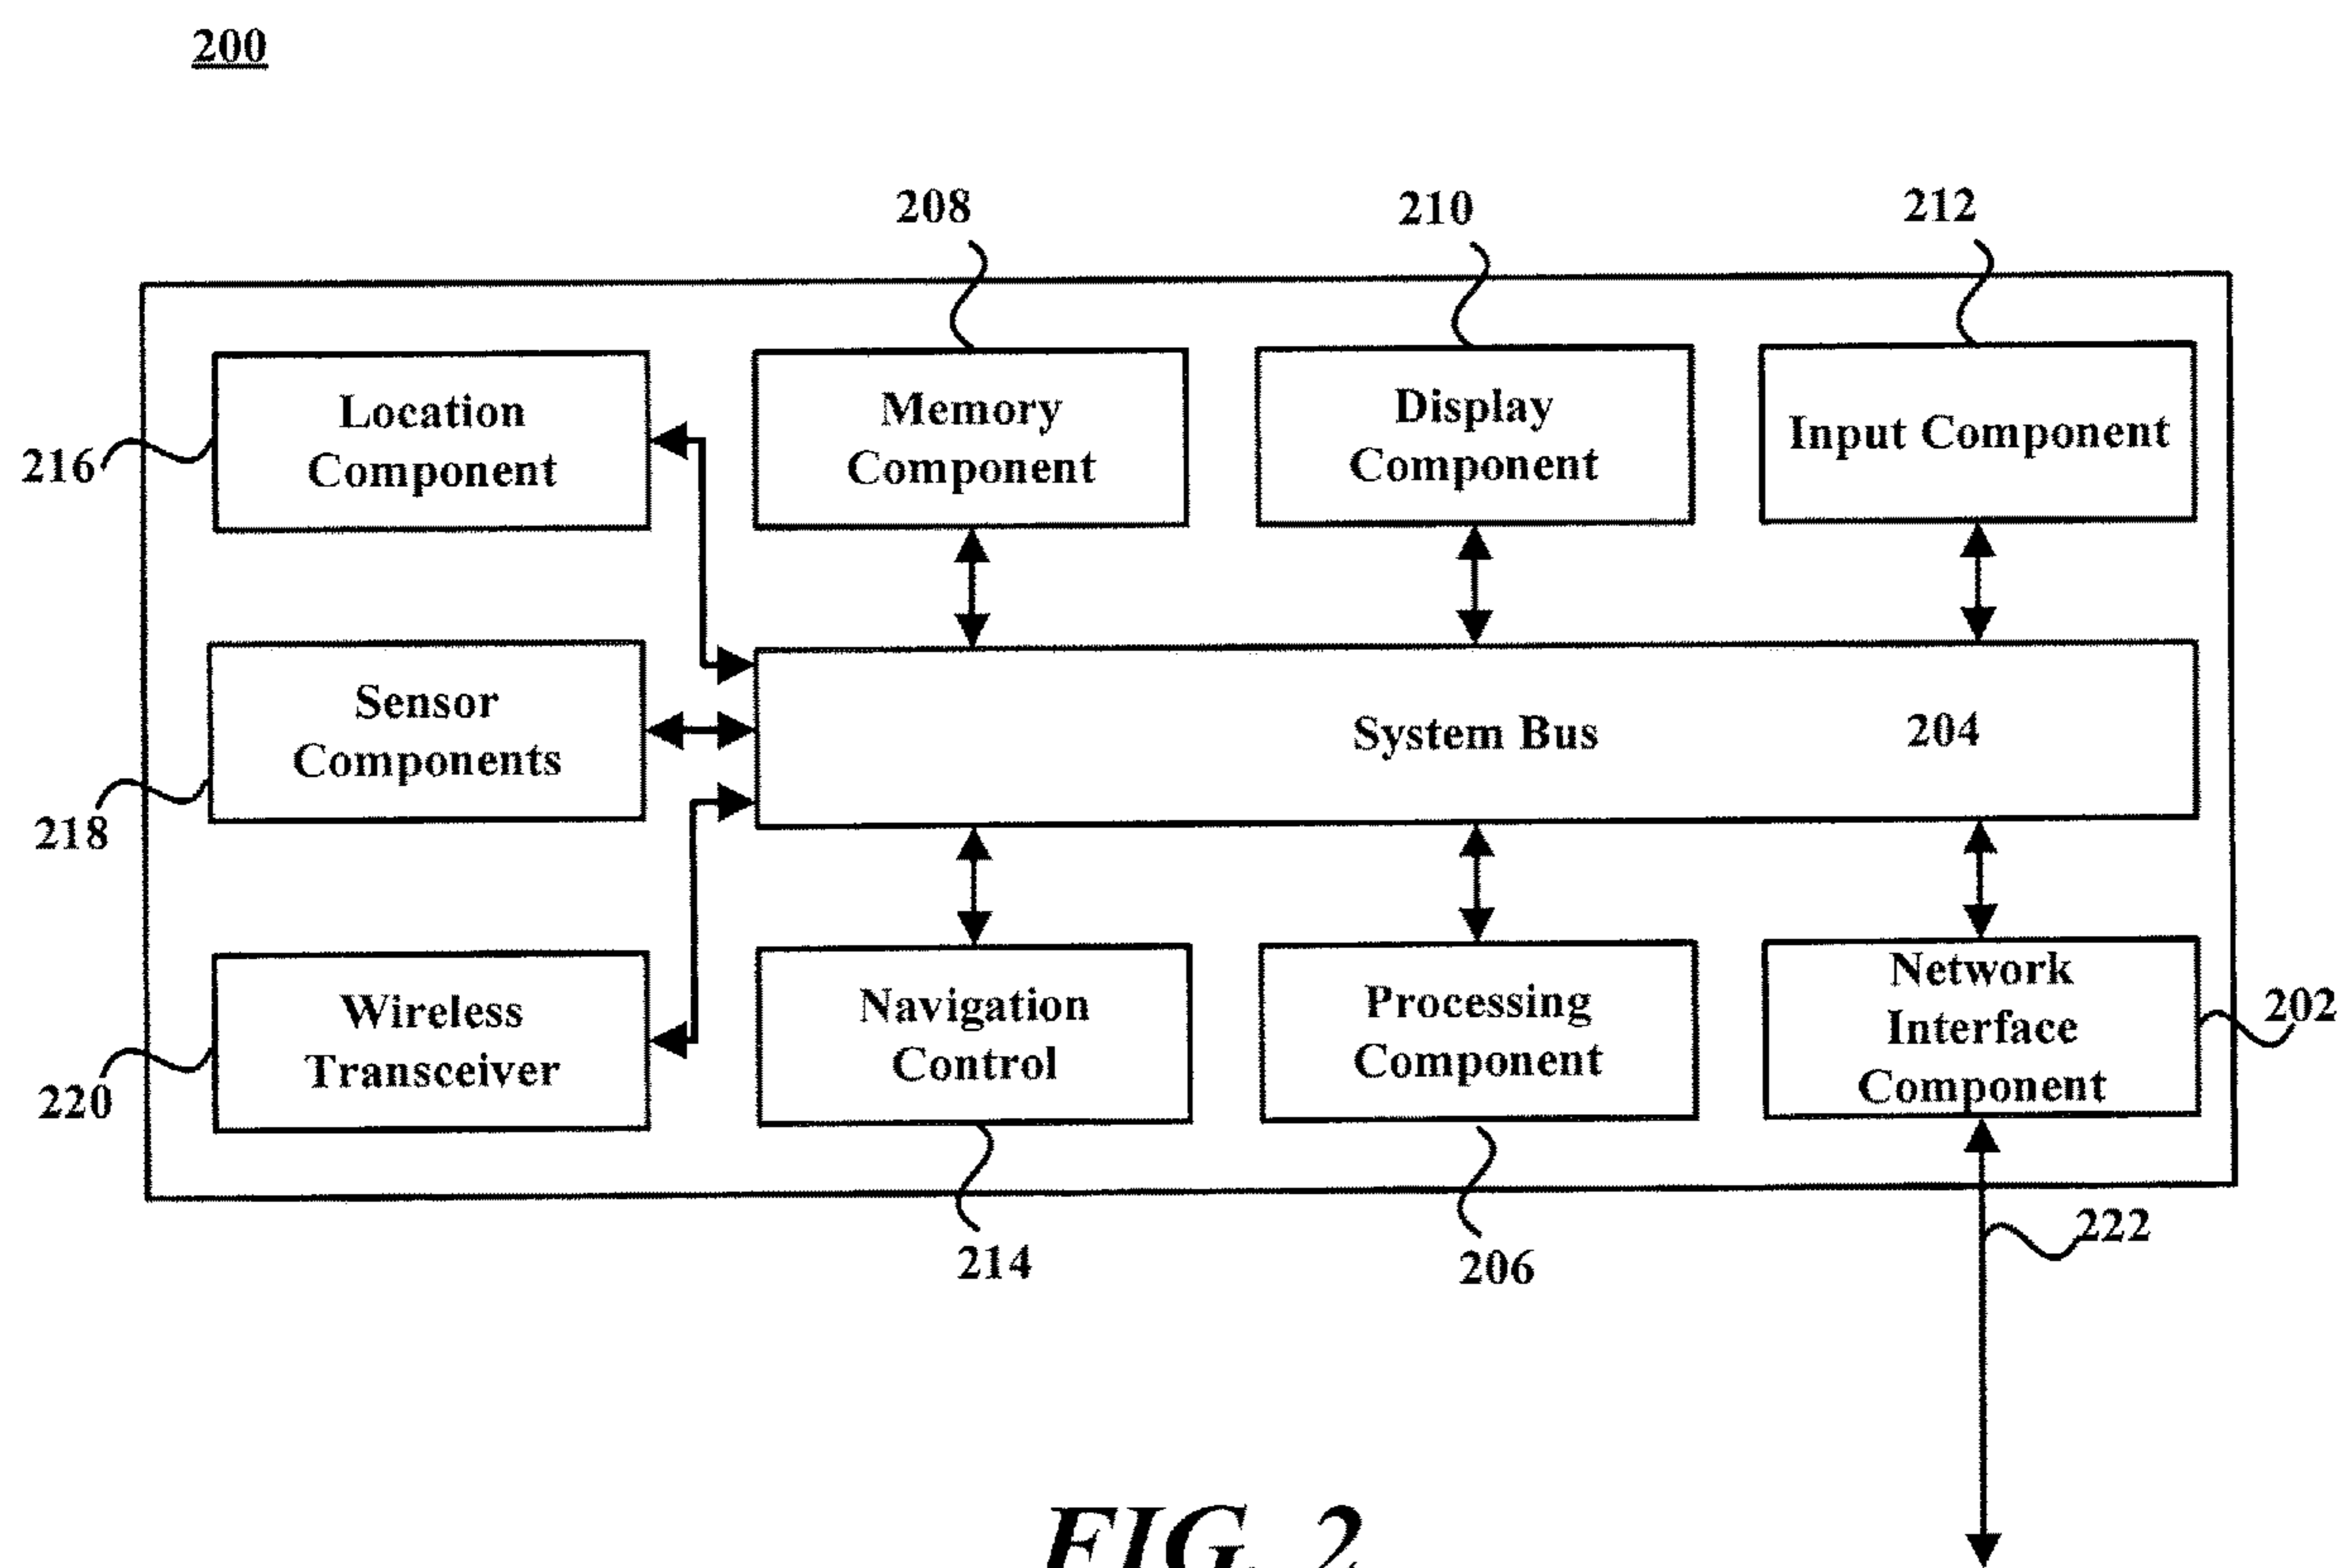 200
208
210
212
Location
Component
Memory
Component
Display
Component
Input Component
216
Sensor
Components
System Bus
204
218
Wireless
Transceiver
Navigation
Control
Processing
Component
Network
Interface
Component
202
220
214
206
222
FIG. 2